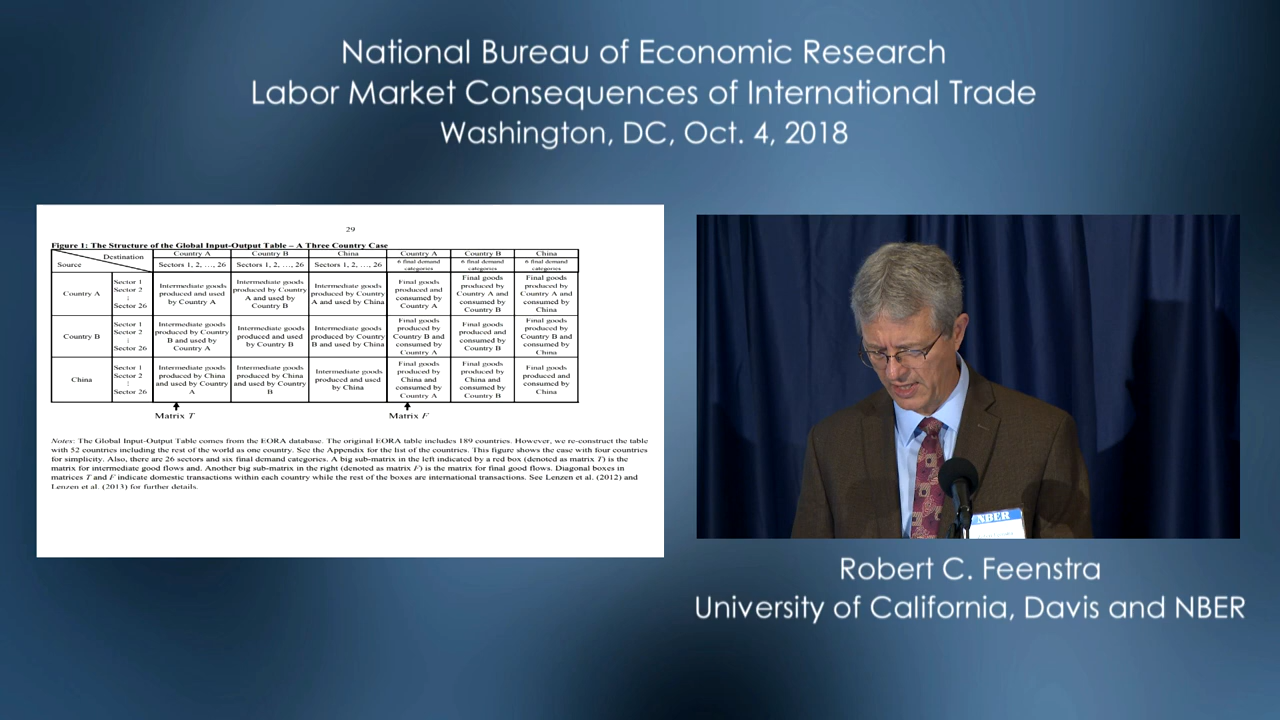 National Bureau of Economic Research
Labor Market Consequences of International Trade
Washington, DC, Oct. 4, 2018
29
Figure 1: The Structure of the Global Input-Output Table – A Three Country Case
Destination
Source
Country A
Country B
China
Country A
Country B
China
Sectors 1, 2, …, 26
Sectors 1, 2, …, 26
Sectors 1, 2, …, 26
6 final demand
categories
6 final demand
categories
6 final demand
categories
Country A
Sector 1
Sector 2
⋮
Sector 26
Intermediate goods
produced and used
by Country A
Intermediate goods
produced by Country
A and used by
Country B
Intermediate goods
produced by Country
A and used by China
Final goods
produced and
consumed by
Country A
Final goods
produced by
Country A and
consumed by
Country B
Final goods
produced by
Country A and
consumed by
China
Country B
Sector 1
Sector 2
⋮
Sector 26
Intermediate goods
produced by Country
B and used by
Country A
Intermediate goods
produced and used
by Country B
Intermediate goods
produced by Country
B and used by China
Final goods
produced by
Country B and
consumed by
Country A
Final goods
produced and
consumed by
Country B
Final goods
produced by
Country B and
consumed by
China
China
Sector 1
Sector 2
⋮
Sector 26
Intermediate goods
produced by China
and used by Country
A
Intermediate goods
produced by China
and used by Country
B
Intermediate goods
produced and used
by China
Final goods
produced by
China and
consumed by
Country A
Final goods
produced by
China and
consumed by
Country B
Final goods
produced and
consumed by
China
Matrix T
Matrix F
Notes: The Global Input-Output Table comes from the EORA database. The original EORA table includes 189 countries. However, we re-construct the table
with 52 countries including the rest of the world as one country. See the Appendix for the list of the countries. This figure shows the case with four countries
for simplicity. Also, there are 26 sectors and six final demand categories. A big sub-matrix in the left indicated by a red box (denoted as matrix T) is the
matrix for intermediate good flows and. Another big sub-matrix in the right (denoted as matrix F) is the matrix for final good flows. Diagonal boxes in
matrices T and F indicate domestic transactions within each country while the rest of the boxes are international transactions. See Lenzen et al. (2012) and
Lenzen et al. (2013) for further details.
NBER
Robert C. Feenstra
University of California, Davis and NBER